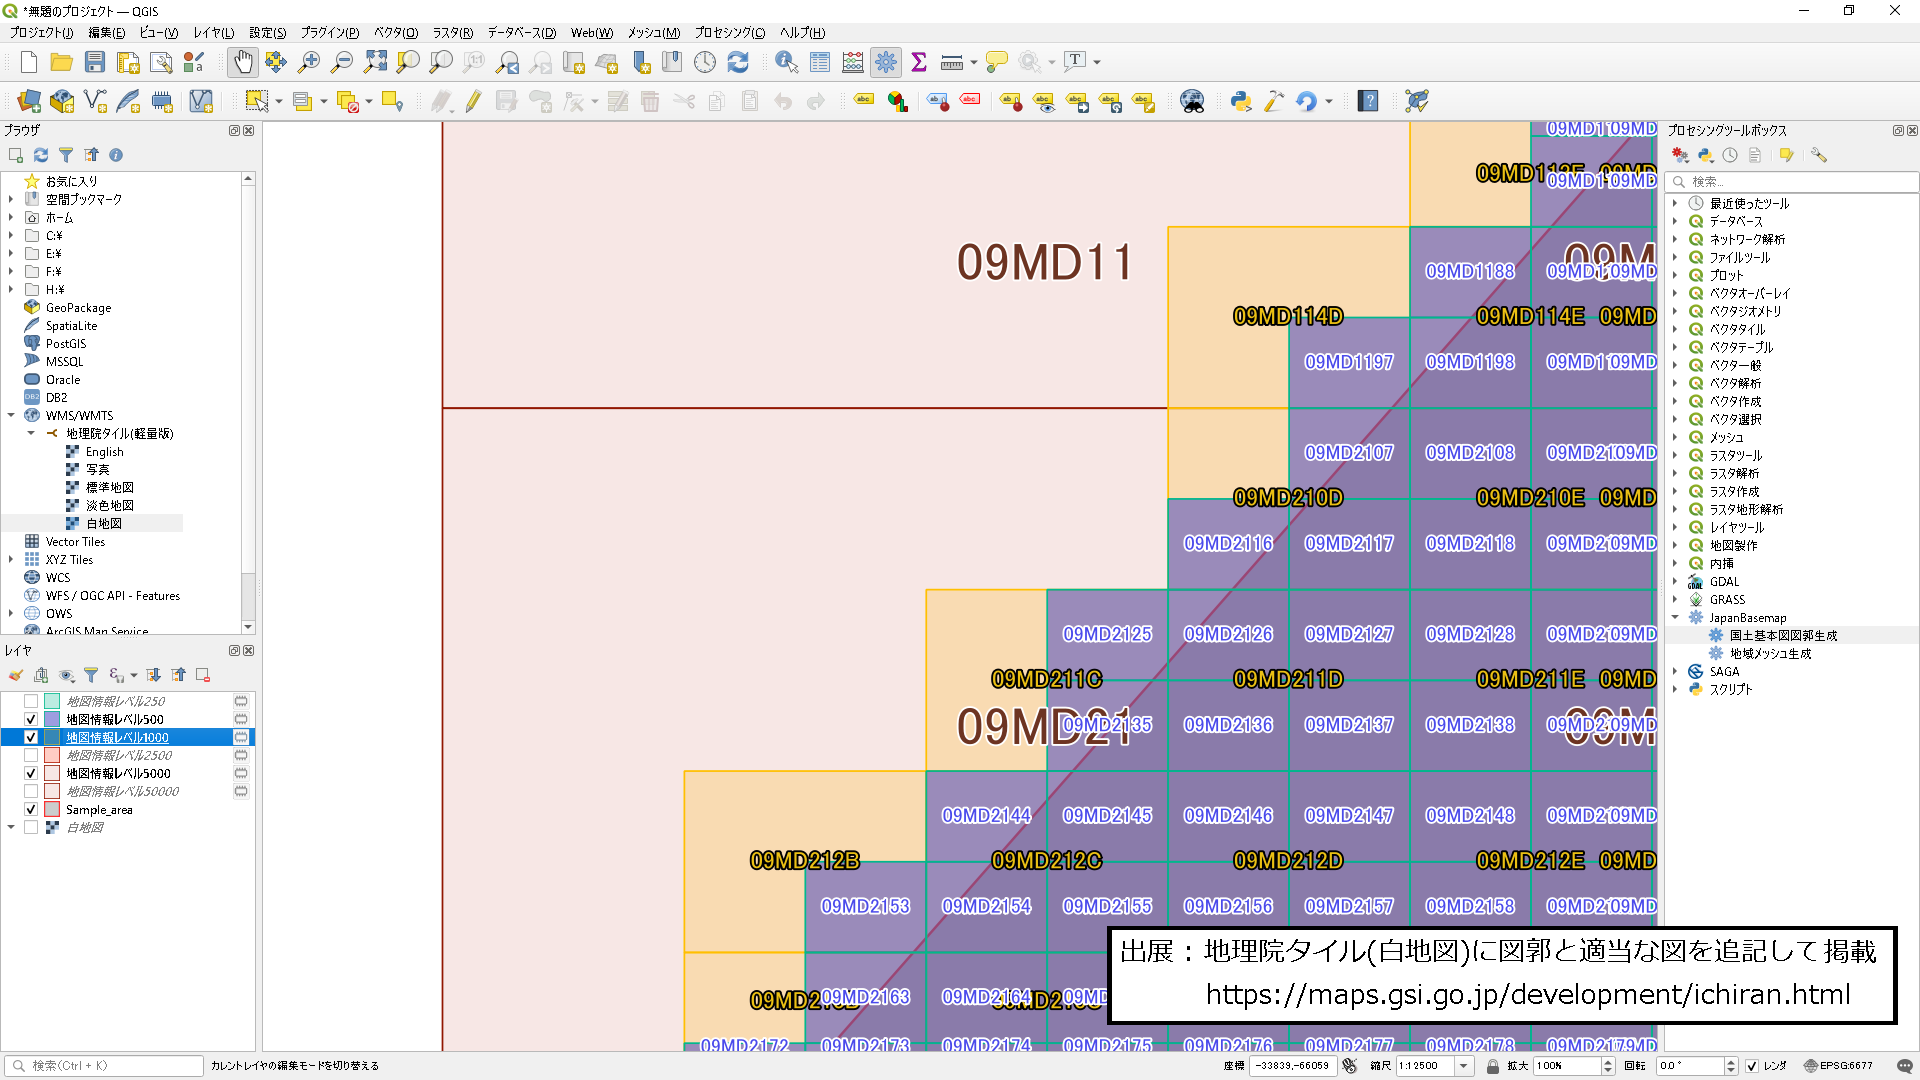 *無題のプロジェクト — QGIS
プロジェクト(J) 編集(E) ビュー(V) レイヤ(L) 設定(S) プラグイン(P) ベクタ(O) ラスタ(R) データベース(D) Web(W) メッシュ(M) プロセシング(C) ヘルプ(H)
ブラウザ
お気に入り
空間ブックマーク
ホーム
C:¥
E:¥
F:¥
H:¥
GeoPackage
SpatiaLite
PostGIS
MSSQL
Oracle
DB2
WMS/WMTS
地理院タイル(軽量版)
English
写真
標準地図
淡色地図
白地図
Vector Tiles
XYZ Tiles
WCS
WFS / OGC API - Features
OWS
ArcGIS Map Service
レイヤ
地図情報レベル250
地図情報レベル500
地図情報レベル1000
地図情報レベル2500
地図情報レベル5000
地図情報レベル50000
Sample_area
白地図
09MD11
09MD1188
09MD114D 09MD114E 09MD
09MD1197 09MD1198
09MD2107 09MD2108
09MD210D 09MD210E 09MD
09MD2116 09MD2117 09MD2118
09MD2125 09MD2126 09MD2127 09MD2128
09MD211C 09MD211D 09MD211E 09MD
09MD21
09MD2135 09MD2136 09MD2137 09MD2138
09MD2144 09MD2145 09MD2146 09MD2147 09MD2148
09MD212B 09MD212C 09MD212D 09MD212E 09MD
09MD2153 09MD2154 09MD2155 09MD2156 09MD2157 09MD2158
09MD2163 09MD2164
09MD2172 09MD2173 09MD2174 09MD2175 09MD2176 09MD2177 09MD2178
出展：地理院タイル(白地図)に図郭と適当な図を追記して掲載
https://maps.gsi.go.jp/development/ichiran.html
プロセシングツールボックス
検索...
最近使ったツール
データベース
ネットワーク解析
ファイルツール
プロット
ベクタオーバーレイ
ベクタジオメトリ
ベクタタイル
ベクタテーブル
ベクタ一般
ベクタ解析
ベクタ作成
ベクタ選択
メッシュ
ラスタツール
ラスタ解析
ラスタ作成
ラスタ地形解析
レイヤツール
地図製作
内挿
GDAL
GRASS
JapanBasemap
国土基本図図郭生成
地域メッシュ生成
SAGA
スクリプト
検索(Ctrl + K) カレントレイヤの編集モードを切り替える 座標 -33839,-66059 縮尺 1:12500 拡大 100% 回転 0.0 ° レンダ EPSG:6677